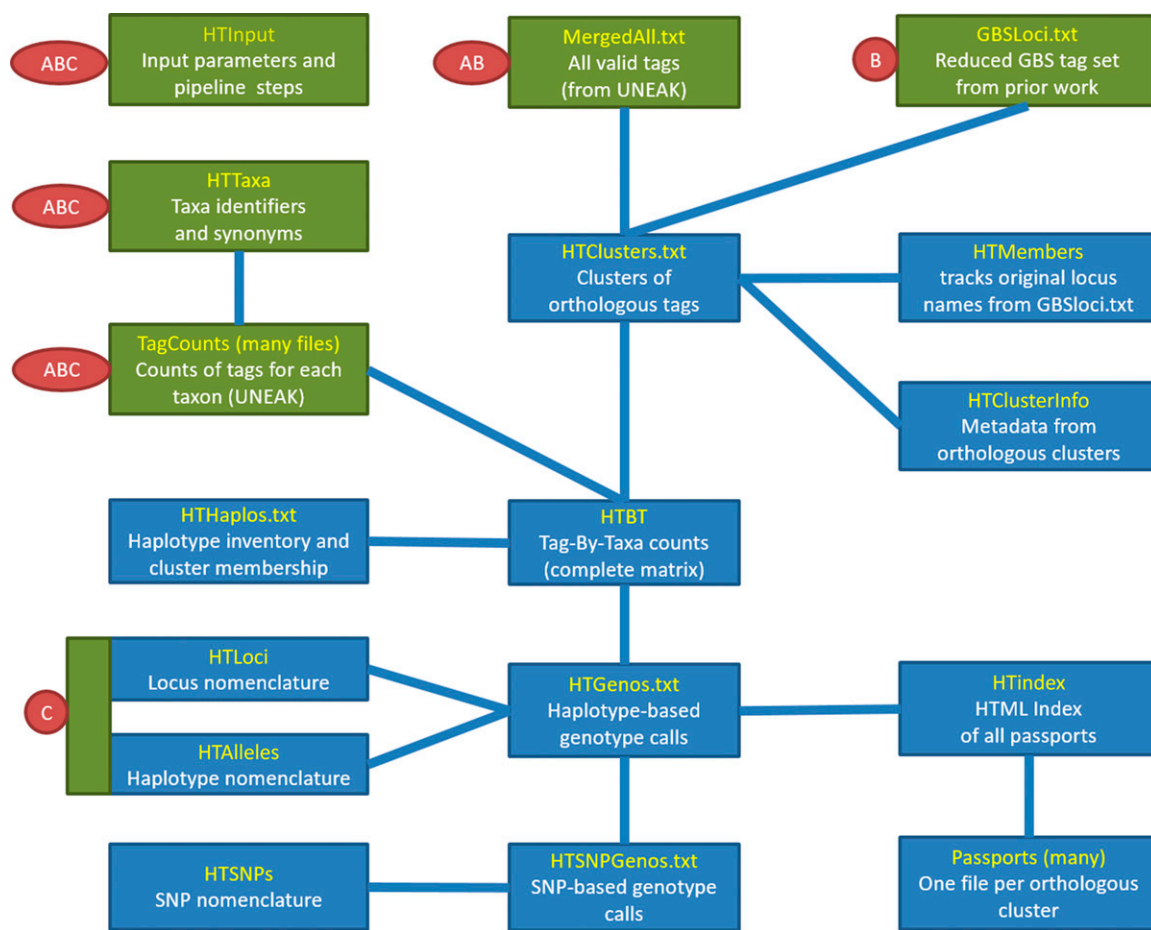 ABC
HTInput
Input parameters and
pipeline steps
AB
MergedAll.txt
All valid tags
(from UNEAK)
B
GBSLoci.txt
Reduced GBS tag set
from prior work
ABC
HTTaxa
Taxa identifiers
and synonyms
HTClusters.txt
Clusters of
orthologous tags
HTMembers
tracks original locus
names from GBSloci.txt
ABC
TagCounts (many files)
Counts of tags for each
taxon (UNEAK)
HTClusterInfo
Metadata from
orthologous clusters
HTHaplos.txt
Haplotype inventory and
cluster membership
HTBT
Tag-By-Taxa counts
(complete matrix)
C
HTLoci
Locus nomenclature
HTAlleles
Haplotype nomenclature
HTGenos.txt
Haplotype-based
genotype calls
HTindex
HTML Index
of all passports
HTSNPs
SNP nomenclature
HTSNPGenos.txt
SNP-based genotype
calls
Passports (many)
One file per orthologous
cluster